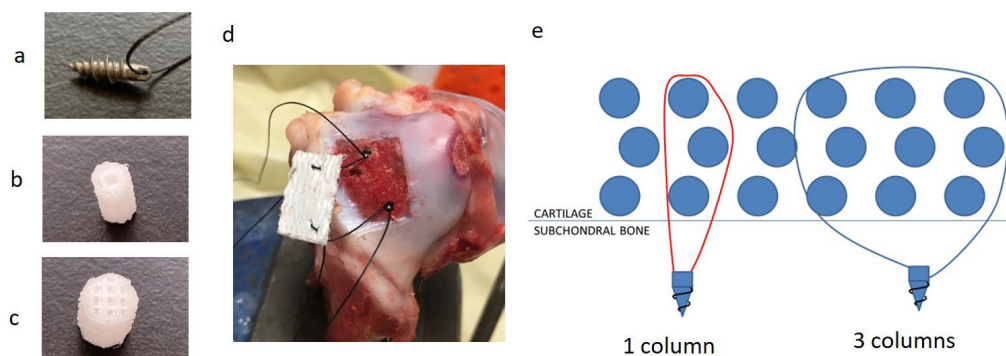 a
b
c
d
e
CARTILAGE
SUBCHONDRAL BONE
1 column
3 columns